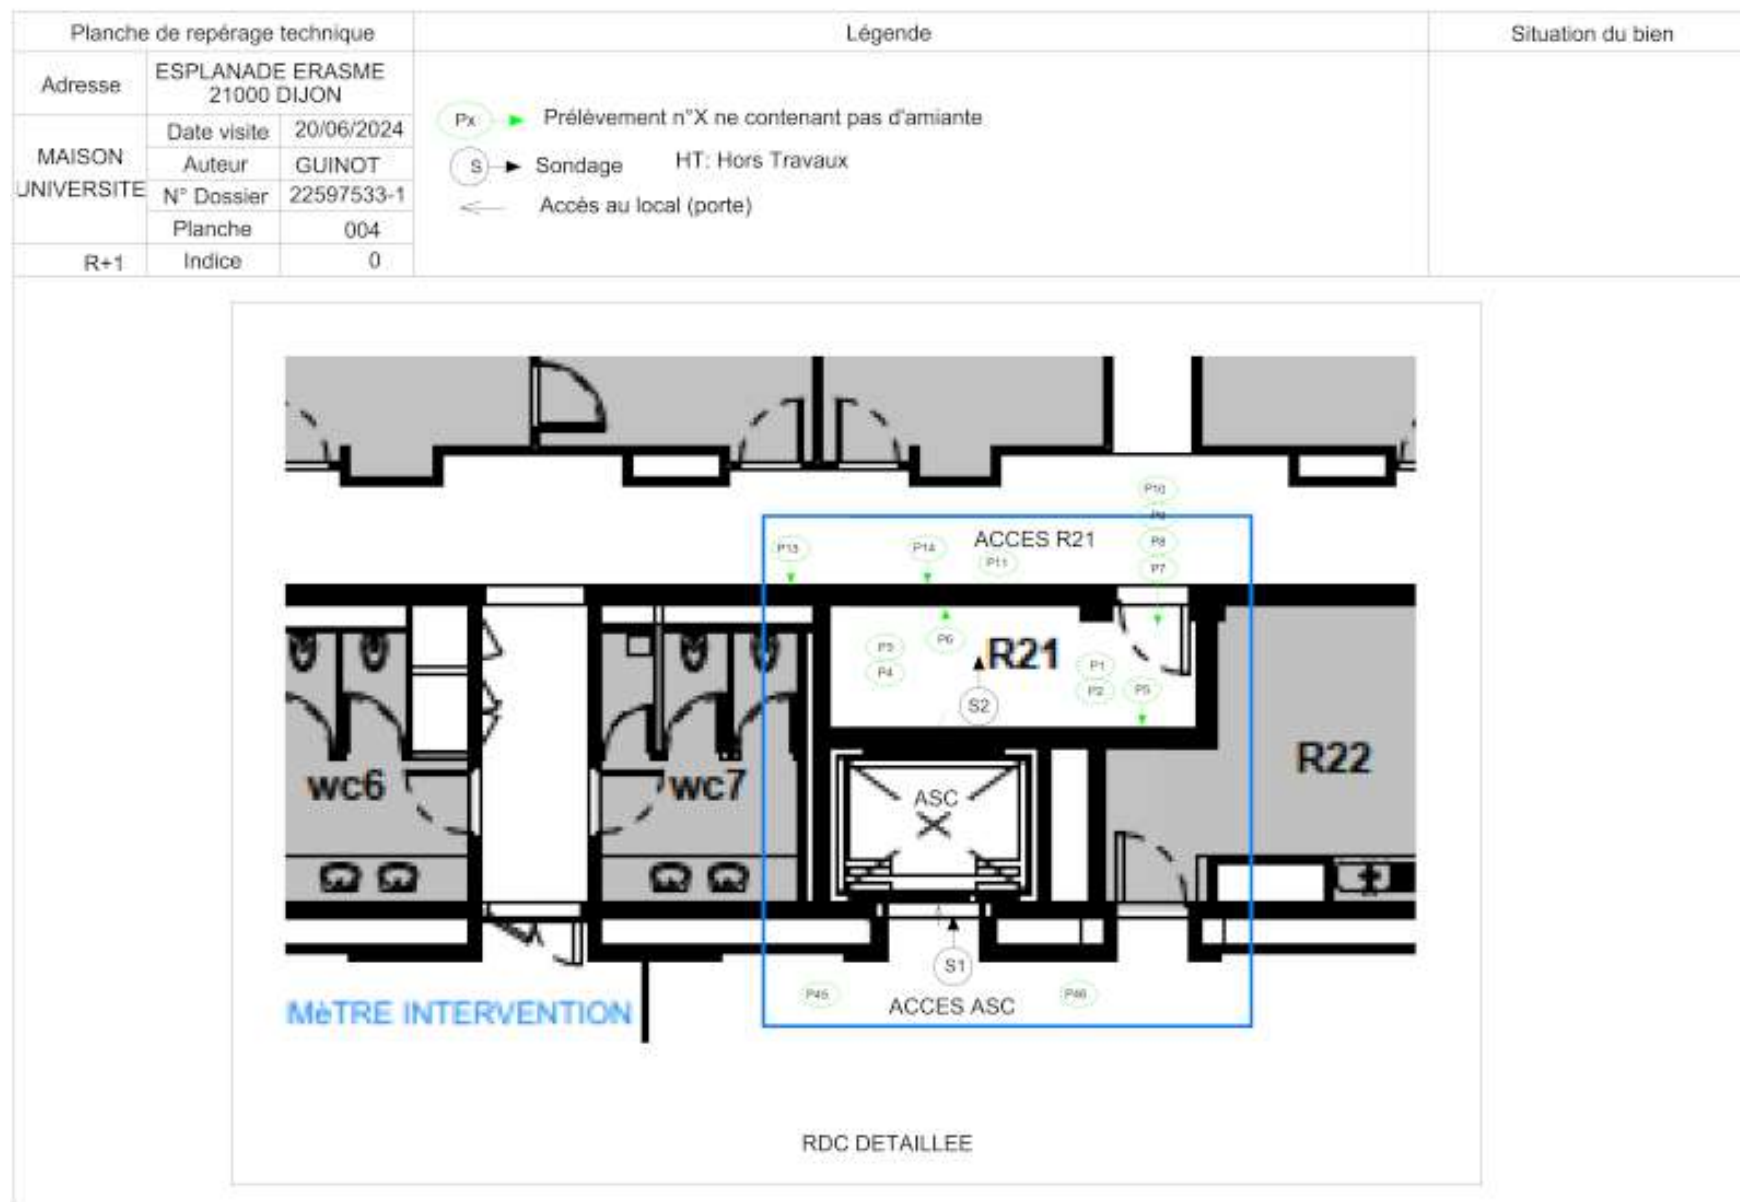 Planche de repérage technique
Légende
Situation du bien
Adresse
ESPLANADE ERASME
21000 DIJON
MAISON
UNIVERSITE
Date visite
20/06/2024
Auteur
GUINOT
N° Dossier
22597533-1
Planche
004
R+1
Indice
0
Px
Prélèvement n°X ne contenant pas d'amiante
S
Sondage
HT: Hors Travaux
Accès au local (porte)
P10
P9
ACCES R21
P8
P13
P14
P11
P7
P3
P6
R21
P1
P4
P2
P5
S2
wc6
wc7
ASC
R22
S1
P45
P46
ACCES ASC
MèTRE INTERVENTION
RDC DETAILLEE